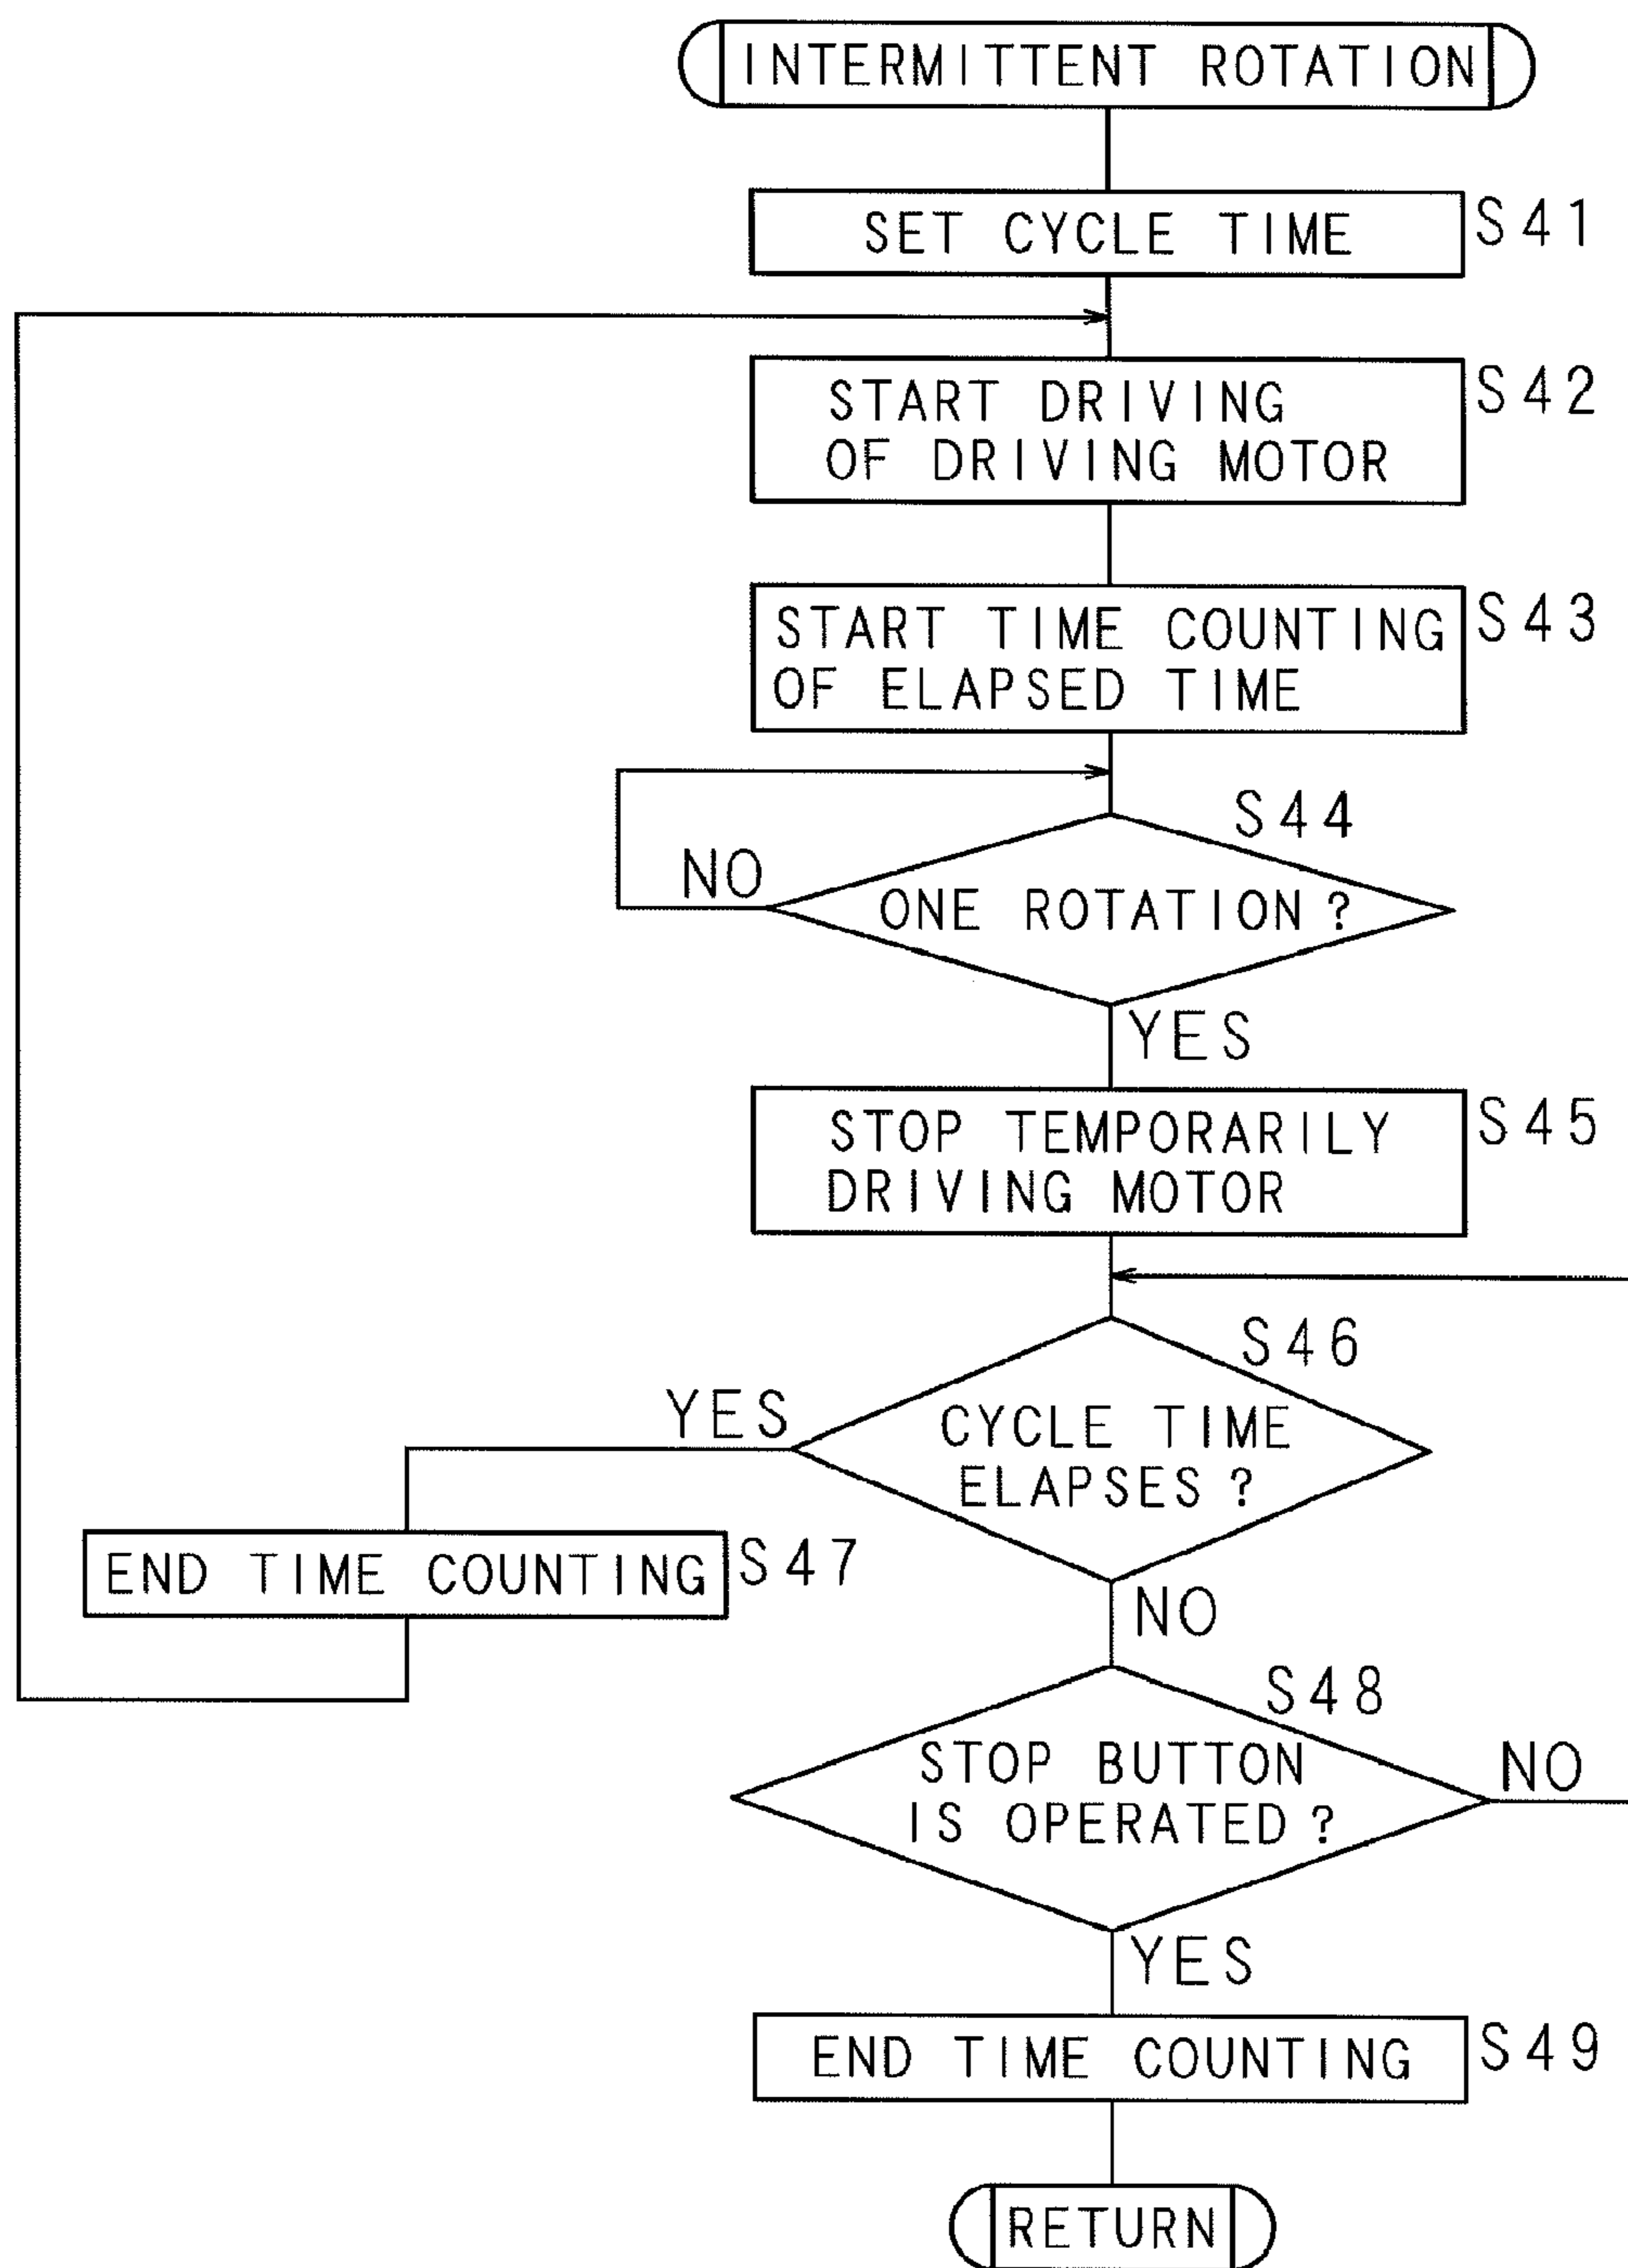 INTERMITTENT ROTATION
SET CYCLE TIME
S41
START DRIVING
OF DRIVING MOTOR
S42
START TIME COUNTING
OF ELAPSED TIME
S43
S44
NO
ONE ROTATION?
YES
STOP TEMPORARILY
DRIVING MOTOR
S45
S46
YES
CYCLE TIME
ELAPSES?
END TIME COUNTING
S47
NO
S48
STOP BUTTON
IS OPERATED?
NO
YES
END TIME COUNTING
S49
RETURN